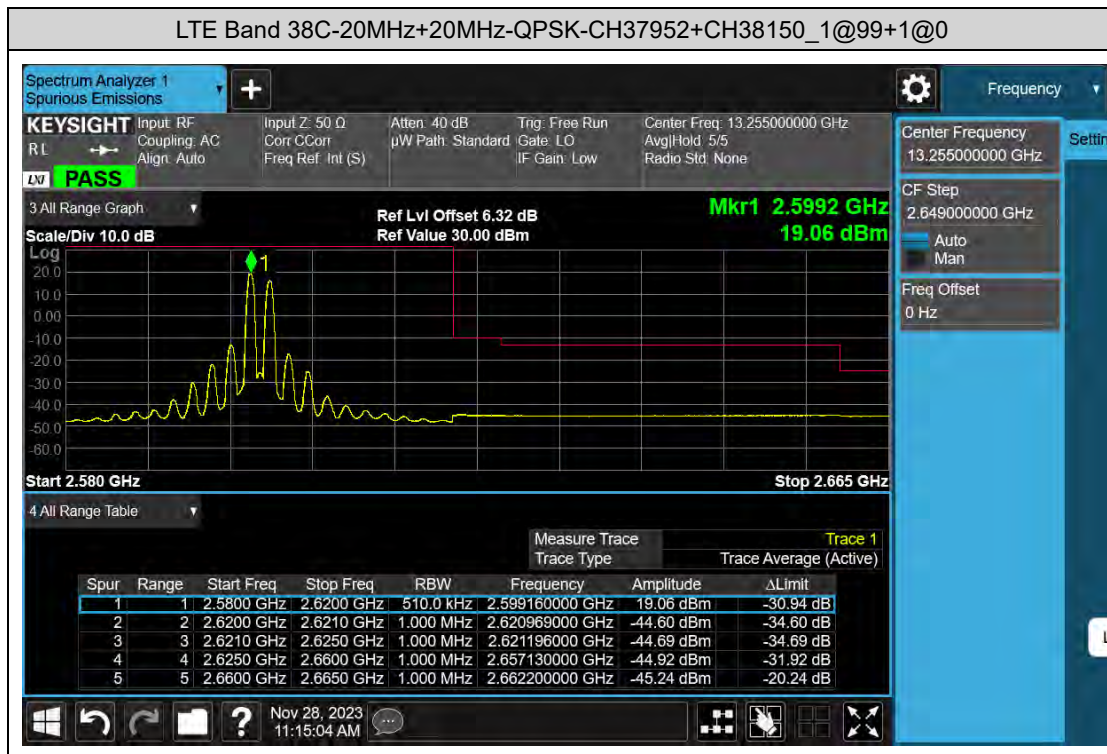 LTE Band 38C-20MHz+20MHz-QPSK-CH37952+CH38150_1@99+1@0
Spectrum Analyzer 1
Spurious Emissions
Frequency
KEYSIGHT
RL
LXI
PASS
Input: RF
Coupling: AC
Align: Auto
Input Z: 50 Ω
Corr CCorr
Freq Ref: Int (S)
Atten: 40 dB
µW Path: Standard
Trig: Free Run
Gate: LO
IF Gain: Low
Center Freq: 13.255000000 GHz
Avg|Hold: 5/5
Radio Std: None
Center Frequency
13.255000000 GHz
Settin
CF Step
2.649000000 GHz
Auto
Man
Freq Offset
0 Hz
3 All Range Graph
Scale/Div 10.0 dB
Ref Lvl Offset 6.32 dB
Ref Value 30.00 dBm
Mkr1 2.5992 GHz
19.06 dBm
Log
1
20.0
10.0
0.00
-10.0
-20.0
-30.0
-40.0
-50.0
-60.0
Start 2.580 GHz
Stop 2.665 GHz
4 All Range Table
Measure Trace Trace 1
Trace Type Trace Average (Active)
Spur Range Start Freq Stop Freq RBW Frequency Amplitude ΔLimit
1 1 2.5800 GHz 2.6200 GHz 510.0 kHz 2.599160000 GHz 19.06 dBm -30.94 dB
2 2 2.6200 GHz 2.6210 GHz 1.000 MHz 2.620969000 GHz -44.60 dBm -34.60 dB
3 3 2.6210 GHz 2.6250 GHz 1.000 MHz 2.621196000 GHz -44.69 dBm -34.69 dB
4 4 2.6250 GHz 2.6600 GHz 1.000 MHz 2.657130000 GHz -44.92 dBm -31.92 dB
5 5 2.6600 GHz 2.6650 GHz 1.000 MHz 2.662200000 GHz -45.24 dBm -20.24 dB
L
Nov 28, 2023
11:15:04 AM